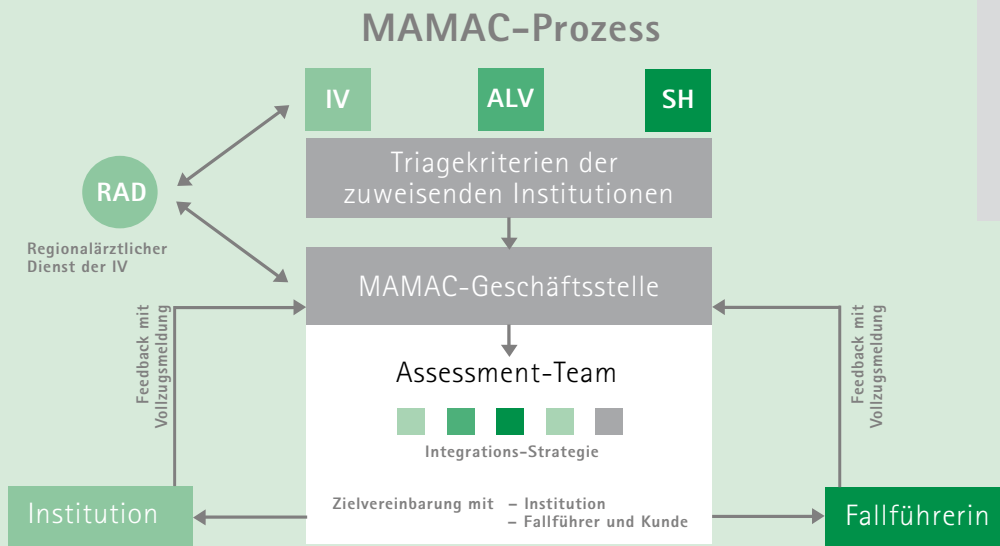 MAMAC-Prozess
IV
ALV
SH
Triagekriterien der
zuweisenden Institutionen
RAD
Regionalärztlicher
Dienst der IV
MAMAC-Geschäftsstelle
Feedback mit
Vollzugsmeldung
Feedback mit
Vollzugsmeldung
Assessment-Team
Integrations-Strategie
Zielvereinbarung mit – Institution
– Fallführer und Kunde
Institution
Fallführerin